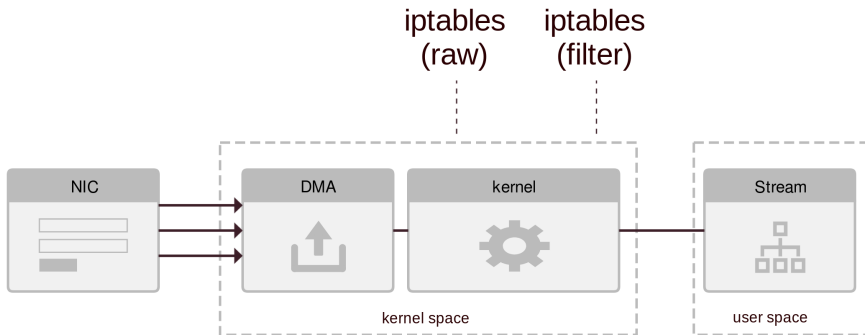 iptables
(raw)
iptables
(filter)
NIC
DMA
kernel
Stream
kernel space
user space